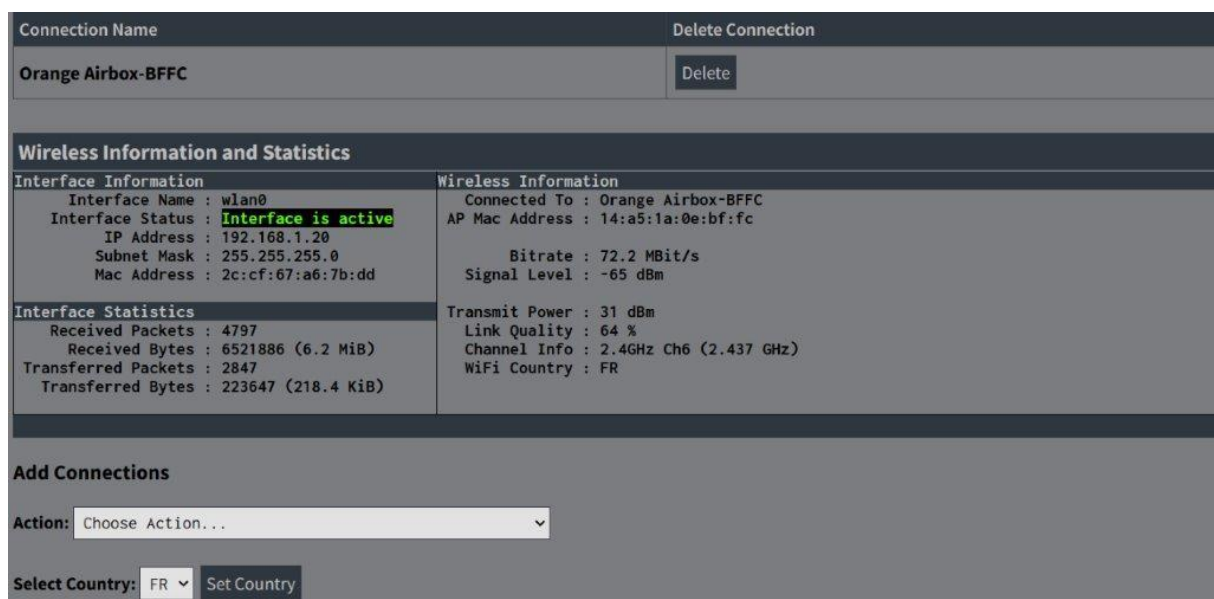 Connection Name Delete Connection
Orange Airbox-BFFC Delete
Wireless Information and Statistics
Interface Information
Interface Name : wlan0
Interface Status : Interface is active
IP Address : 192.168.1.20
Subnet Mask : 255.255.255.0
Mac Address : 2c:cf:67:a6:7b:dd
Interface Statistics
Received Packets : 4797
Received Bytes : 6521886 (6.2 MiB)
Transferred Packets : 2847
Transferred Bytes : 223647 (218.4 KiB)
Wireless Information
Connected To : Orange Airbox-BFFC
AP Mac Address : 14:a5:1a:0e:bf:fc
Bitrate : 72.2 MBit/s
Signal Level : -65 dBm
Transmit Power : 31 dBm
Link Quality : 64 %
Channel Info : 2.4GHz Ch6 (2.437 GHz)
WiFi Country : FR
Add Connections
Action: Choose Action...
Select Country: FR Set Country